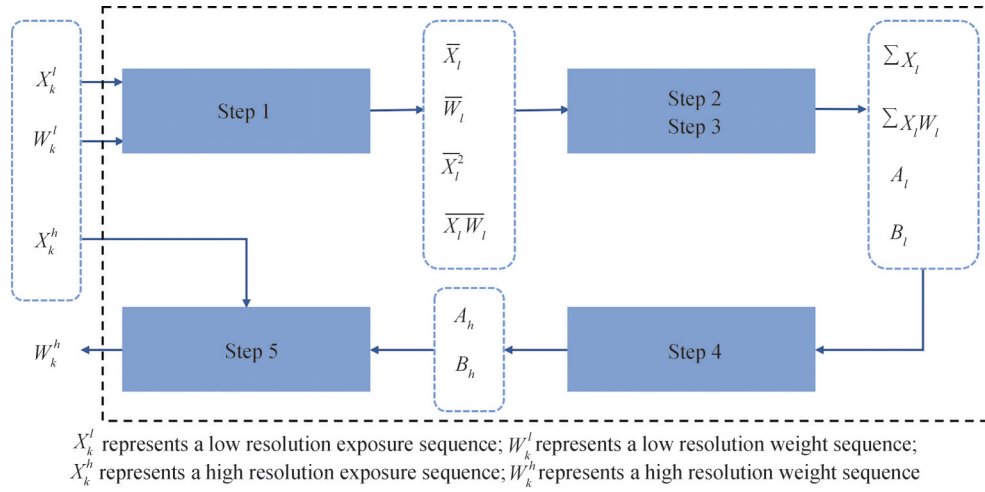 X_k^l
W_k^l
X_k^h
W_k^h
Step 1
X̅_l
W̅_l
X̅_l^2
\overline{X_l W_l}
Step 2
Step 3
∑ X_l
∑ X_l W_l
A_l
B_l
Step 4
A_h
B_h
Step 5
X_k^l represents a low resolution exposure sequence; W_k^l represents a low resolution weight sequence;
X_k^h represents a high resolution exposure sequence; W_k^h represents a high resolution weight sequence